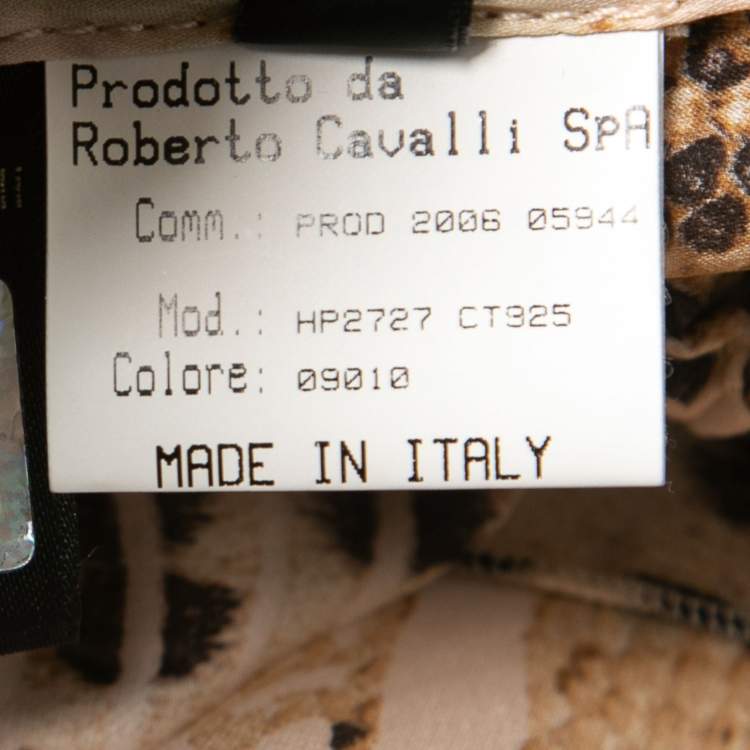 Prodotto da
Roberto Cavalli SpA
Comm.: PROD 2006 05944
Mod.: HP2727 CT925
Colore: 09010
MADE IN ITALY